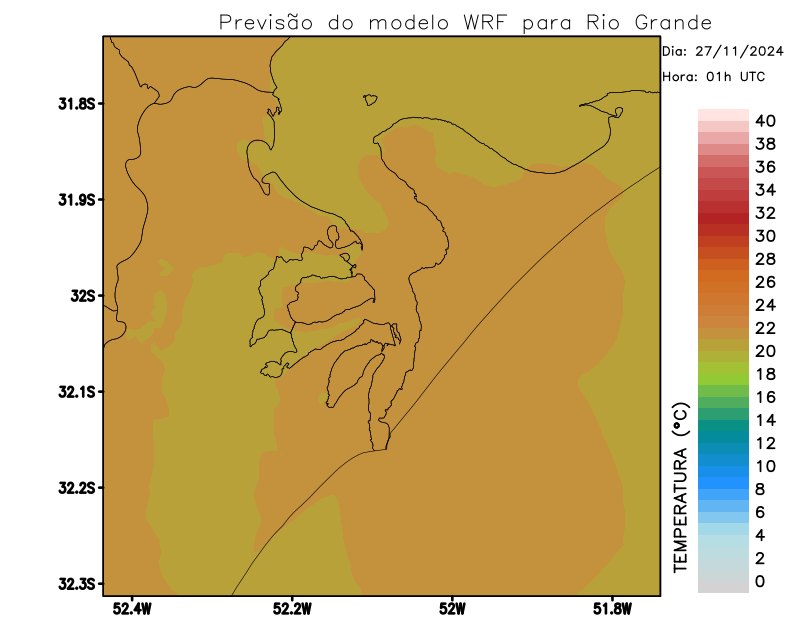 Previsão do modelo WRF para Rio Grande
Dia: 27/11/2024
Hora: 01h UTC
31.8S
31.9S
32S
32.1S
32.2S
32.3S
52.4W
52.2W
52W
51.8W
TEMPERATURA (°C)
40
38
36
34
32
30
28
26
24
22
20
18
16
14
12
10
8
6
4
2
0